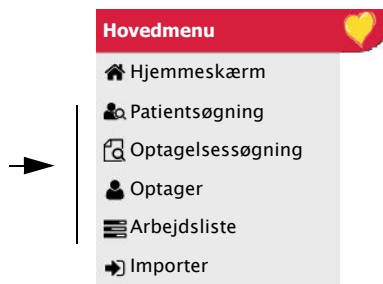 Hovedmenu
Hjemmeskærm
Patientsøgning
Optagelsessøgning
Optager
Arbejdsliste
Importer